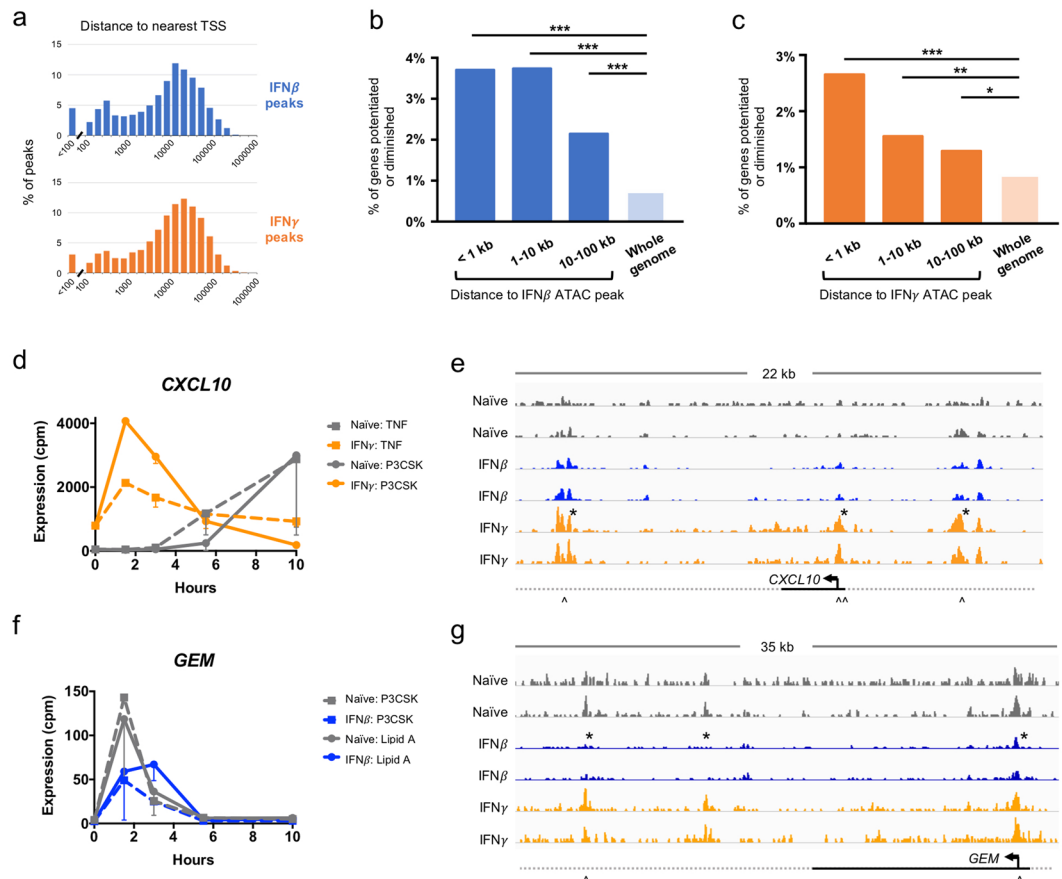 a
Distance to nearest TSS
% of peaks
15
10
5
0
<100
100
1000
10000
100000
1000000
IFNβ
peaks
15
10
5
0
<100
100
1000
10000
100000
1000000
IFNγ
peaks
b
% of genes potentiated
or diminished
4%
3%
2%
1%
0%
***
***
***
< 1 kb
1-10 kb
10-100 kb
Whole
genome
Distance to IFNβ ATAC peak
c
% of genes potentiated
or diminished
3%
2%
1%
0%
***
**
*
< 1 kb
1-10 kb
10-100 kb
Whole
genome
Distance to IFNγ ATAC peak
d
CXCL10
Expression (cpm)
4000
2000
0
0 2 4 6 8 10
Hours
Naïve: TNF
IFNγ: TNF
Naïve: P3CSK
IFNγ: P3CSK
e
22 kb
Naïve
Naïve
IFNβ
IFNβ
IFNγ
* * *
IFNγ
CXCL10
^ ^^ ^
f
GEM
Expression (cpm)
150
100
50
0
0 2 4 6 8 10
Hours
Naïve: P3CSK
IFNβ: P3CSK
Naïve: Lipid A
IFNβ: Lipid A
g
35 kb
Naïve
Naïve
IFNβ
* * *
IFNβ
IFNγ
IFNγ
GEM
^ ^